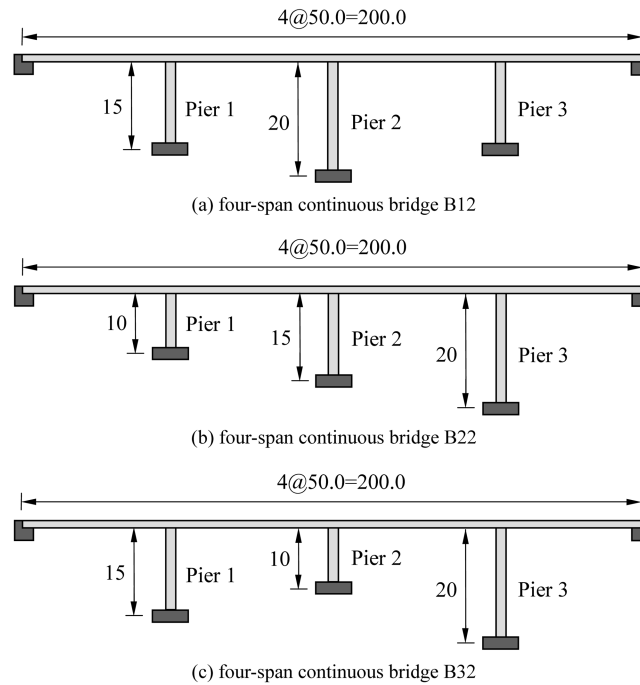 4@50.0=200.0
15 Pier 1 20 Pier 2 Pier 3
(a) four-span continuous bridge B12
4@50.0=200.0
10 Pier 1 15 Pier 2 20 Pier 3
(b) four-span continuous bridge B22
4@50.0=200.0
15 Pier 1 10 Pier 2 20 Pier 3
(c) four-span continuous bridge B32